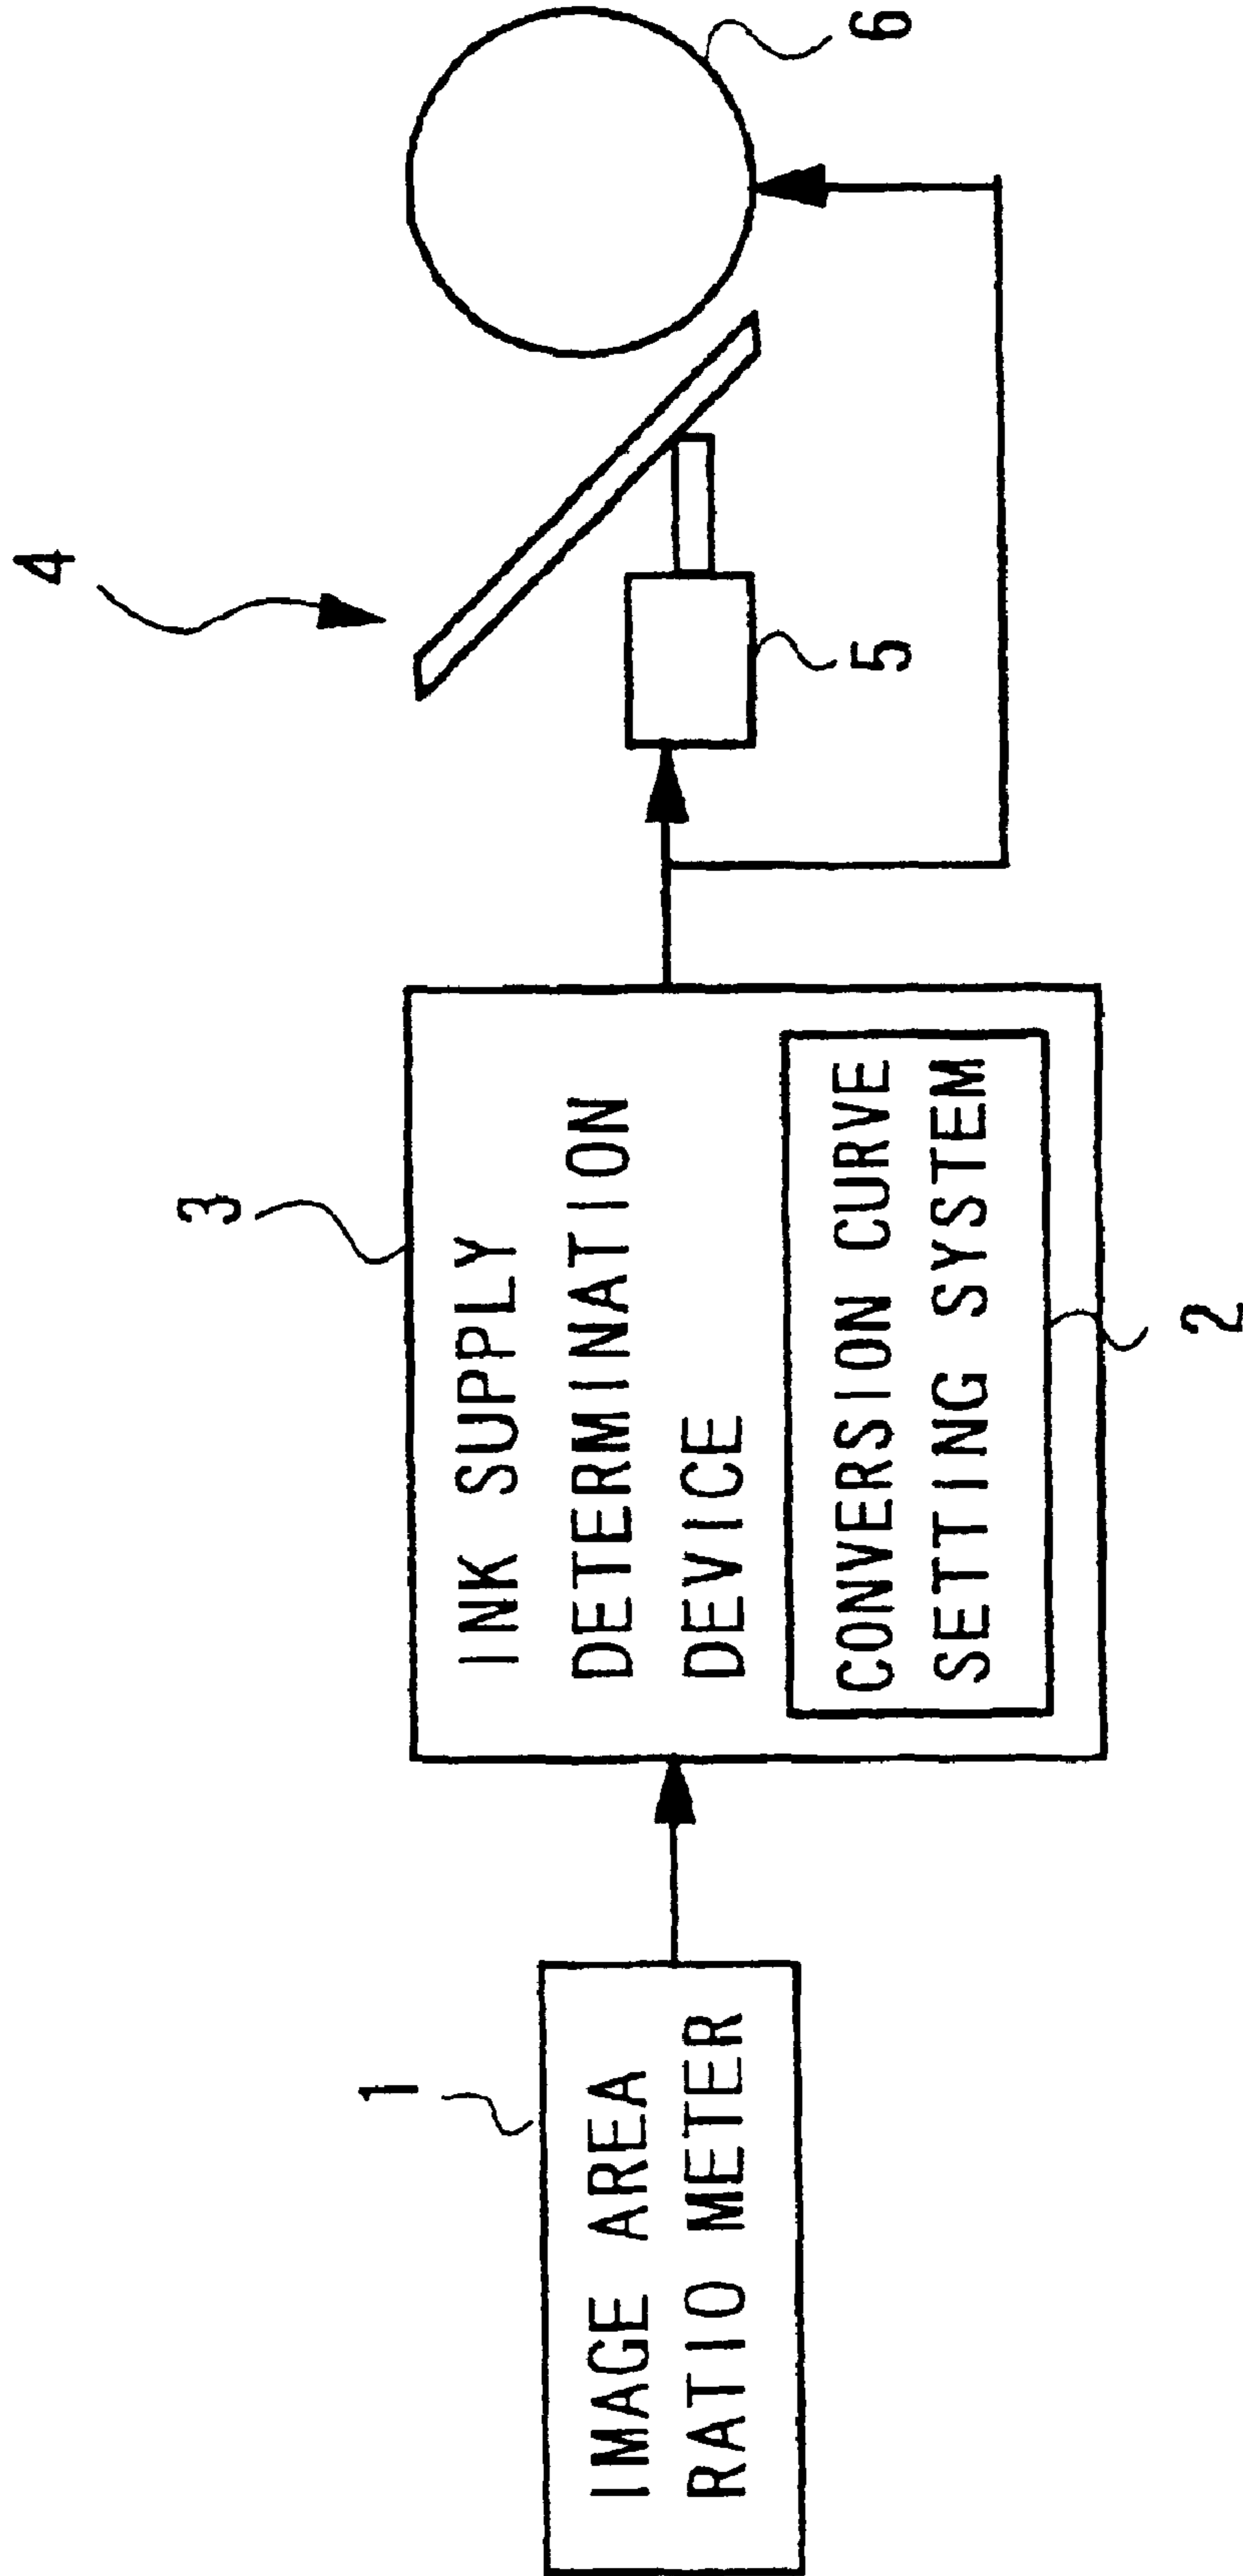 1
IMAGE AREA
RATIO METER
3
INK SUPPLY
DETERMINATION
DEVICE
CONVERSION CURVE
SETTING SYSTEM
2
4
5
6